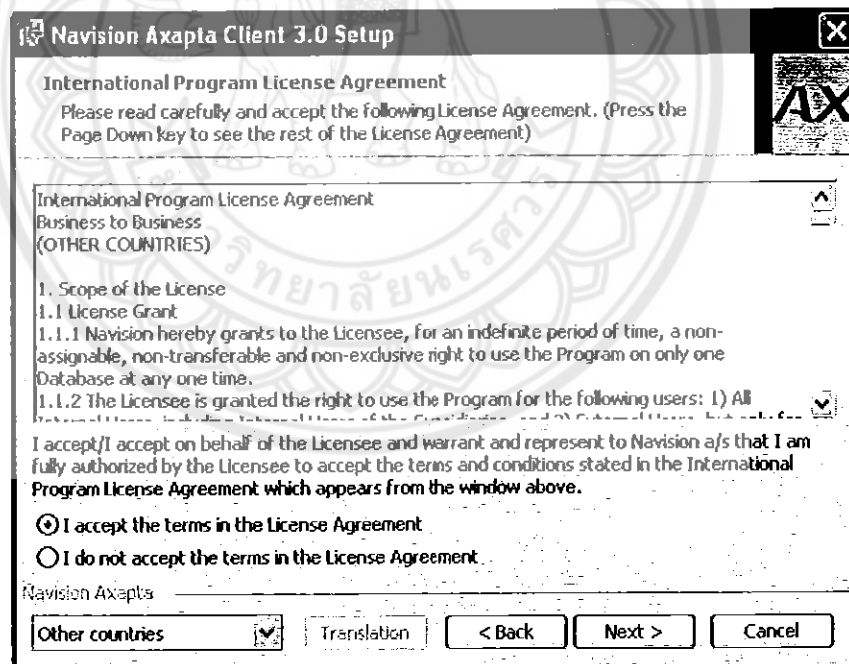 Navision Axapta Client 3.0 Setup
International Program License Agreement
Please read carefully and accept the following License Agreement. (Press the
Page Down key to see the rest of the License Agreement)
AX
International Program License Agreement
Business to Business
(OTHER COUNTRIES)
1. Scope of the License
1.1 License Grant
1.1.1 Navision hereby grants to the Licensee, for an indefinite period of time, a non-
assignable, non-transferable and non-exclusive right to use the Program on only one
Database at any one time.
1.1.2 The Licensee is granted the right to use the Program for the following users: 1) All
I accept/I accept on behalf of the Licensee and warrant and represent to Navision a/s that I am
fully authorized by the Licensee to accept the terms and conditions stated in the International
Program License Agreement which appears from the window above.
I accept the terms in the License Agreement
I do not accept the terms in the License Agreement
Navision Axapta
Other countries
Translation
< Back
Next >
Cancel